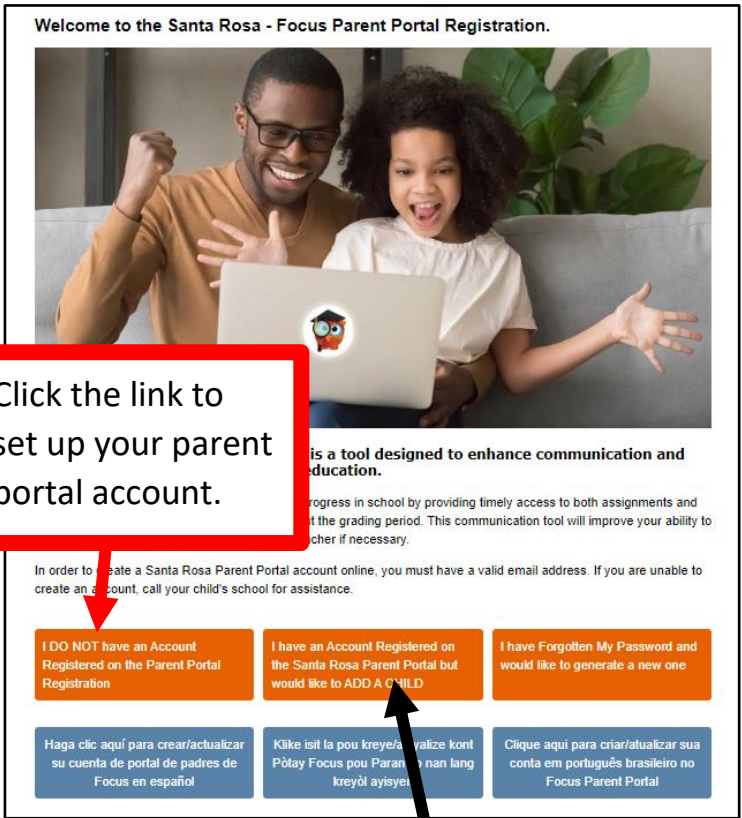 Welcome to the Santa Rosa - Focus Parent Portal Registration.
Click the link to
set up your parent
portal account.
is a tool designed to enhance communication and
education.
rogress in school by providing timely access to both assignments and
t the grading period. This communication tool will improve your ability to
cher if necessary.
In order to create a Santa Rosa Parent Portal account online, you must have a valid email address. If you are unable to
create an account, call your child's school for assistance.
I DO NOT have an Account
Registered on the Parent Portal
Registration
I have an Account Registered on
the Santa Rosa Parent Portal but
would like to ADD A CHILD
I have Forgotten My Password and
would like to generate a new one
Haga clic aquí para crear/actualizar
su cuenta de portal de padres de
Focus en español
Klike isit la pou kreye/aktyalize kont
Pòtay Focus pou Paran yo nan lang
kreyòl ayisyen
Clique aqui para criar/atualizar sua
conta em português brasileiro no
Focus Parent Portal